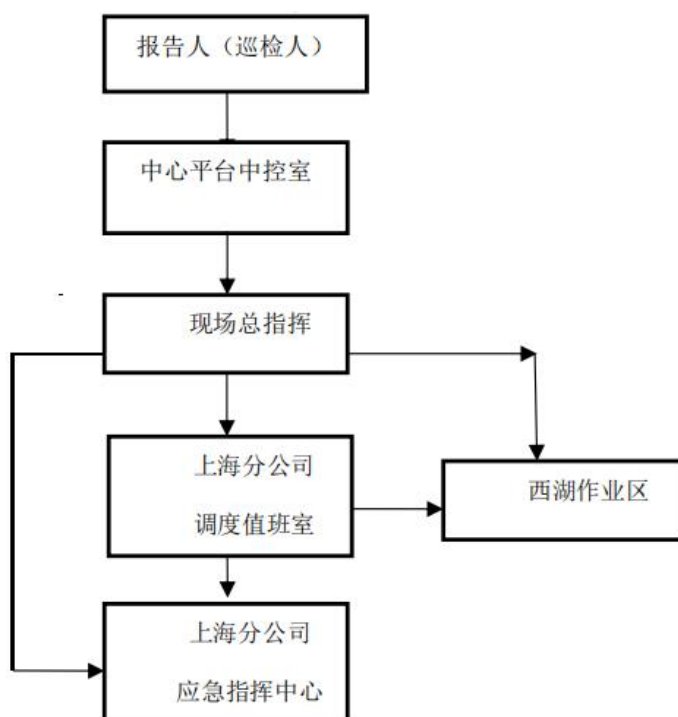 报告人（巡检人）
中心平台中控室
现场总指挥
上海分公司
调度值班室
西湖作业区
上海分公司
应急指挥中心